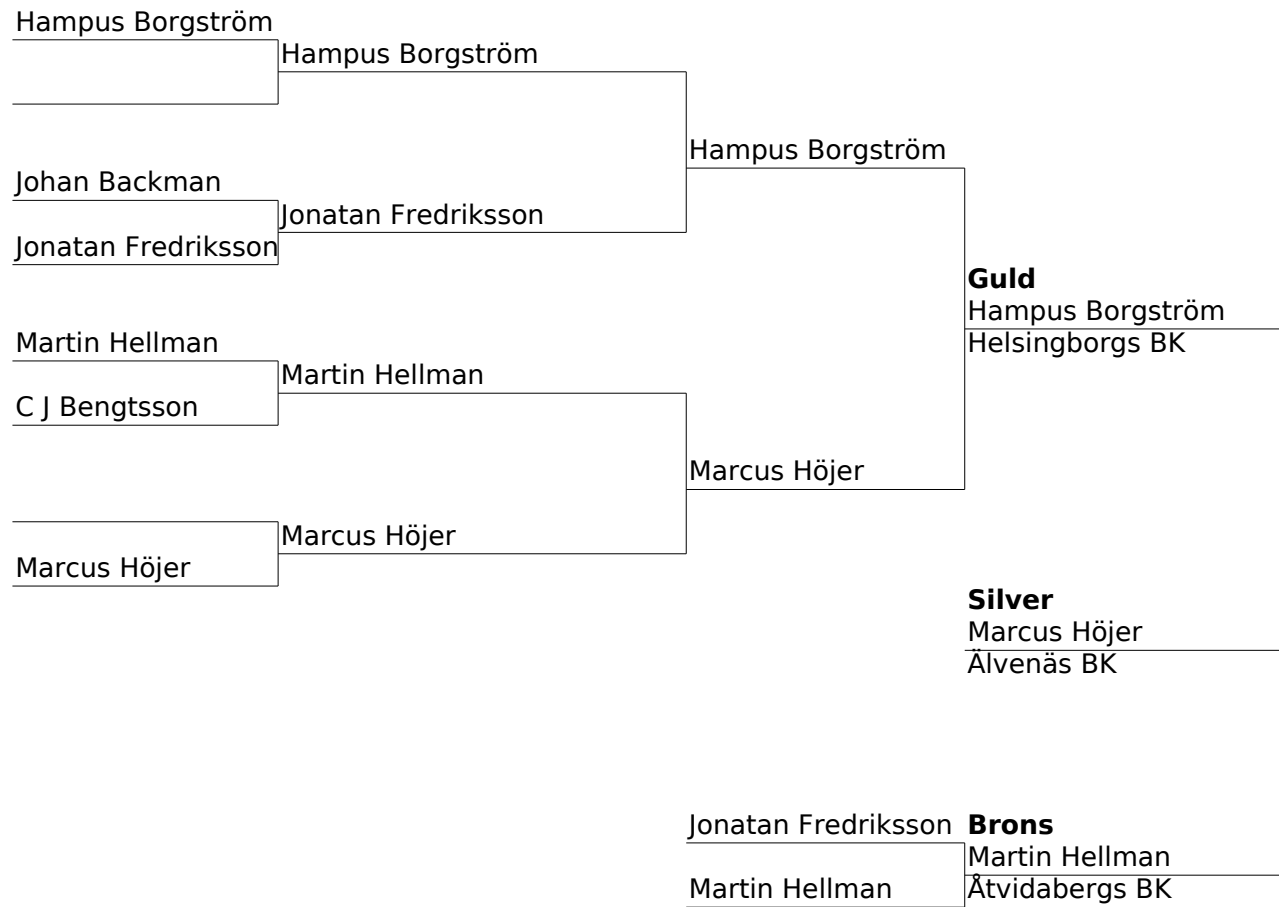 Hampus Borgström
Hampus Borgström
Hampus Borgström
Johan Backman
Jonatan Fredriksson
Jonatan Fredriksson
Guld
Hampus Borgström
Helsingborgs BK
Martin Hellman
Martin Hellman
C J Bengtsson
Marcus Höjer
Marcus Höjer
Marcus Höjer
Silver
Marcus Höjer
Älvenäs BK
Jonatan Fredriksson
Brons
Martin Hellman
Martin Hellman
Åtvidabergs BK